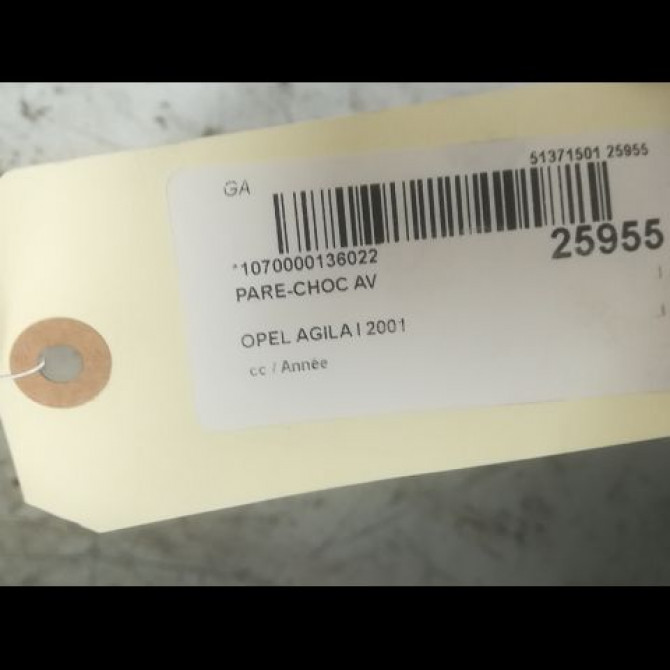 51371501 25955
GA
25955
*1070000136022
PARE-CHOC AV
OPEL AGILA I 2001
cc / Année